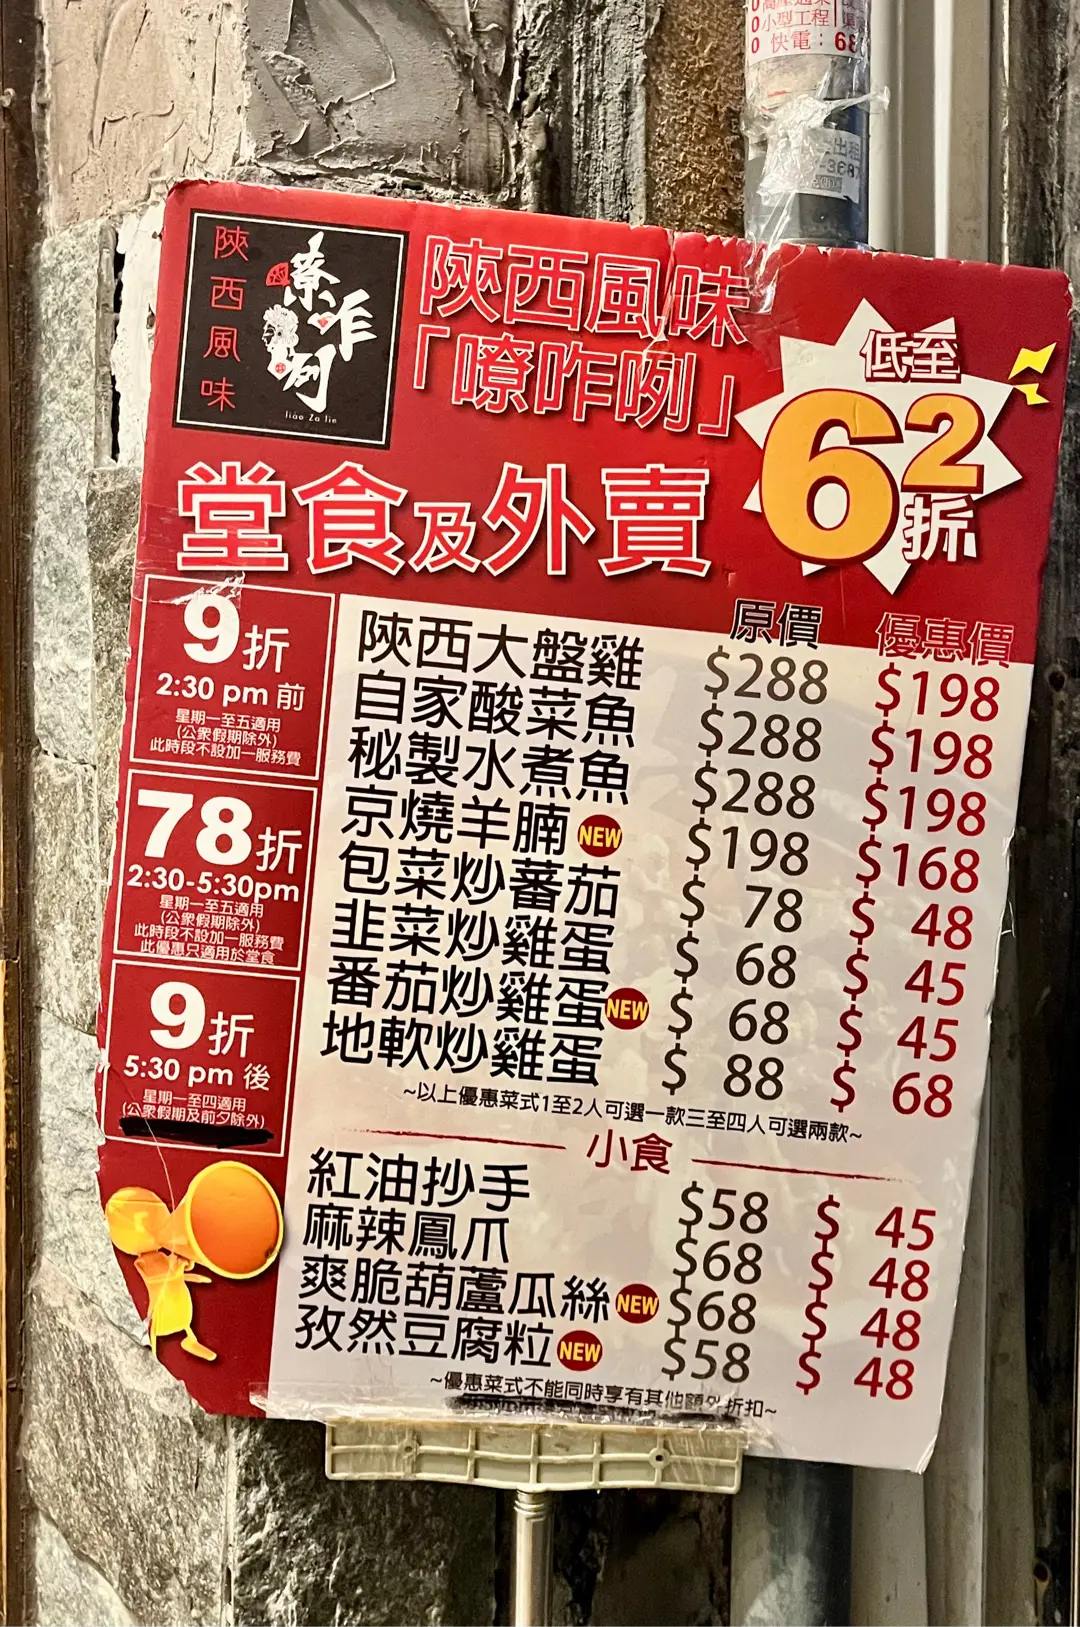 小型工程
快電：68
出租
陝西風味
嘹咋咧
liáo Za lie
陝西風味
「嘹咋咧」
低至
62折
堂食及外賣
9折
2:30 pm 前
星期一至五適用
(公眾假期除外)
此時段不設加一服務費
78折
2:30-5:30pm
星期一至五適用
(公眾假期除外)
此時段不設加一服務費
此優惠只適用於堂食
9折
5:30 pm 後
星期一至四適用
(公眾假期及前夕除外)
原價 優惠價
陝西大盤雞 $288 $198
自家酸菜魚 $288 $198
秘製水煮魚 $288 $198
京燒羊腩 NEW $198 $168
包菜炒蕃茄 $ 78 $ 48
韭菜炒雞蛋 $ 68 $ 45
番茄炒雞蛋 NEW $ 68 $ 45
地軟炒雞蛋 $ 88 $ 68
~以上優惠菜式1至2人可選一款三至四人可選兩款~
小食
紅油抄手 $58 $ 45
麻辣鳳爪 $68 $ 48
爽脆葫蘆瓜絲 NEW $68 $ 48
孜然豆腐粒 NEW $58 $ 48
~優惠菜式不能同時享有其他額外折扣~